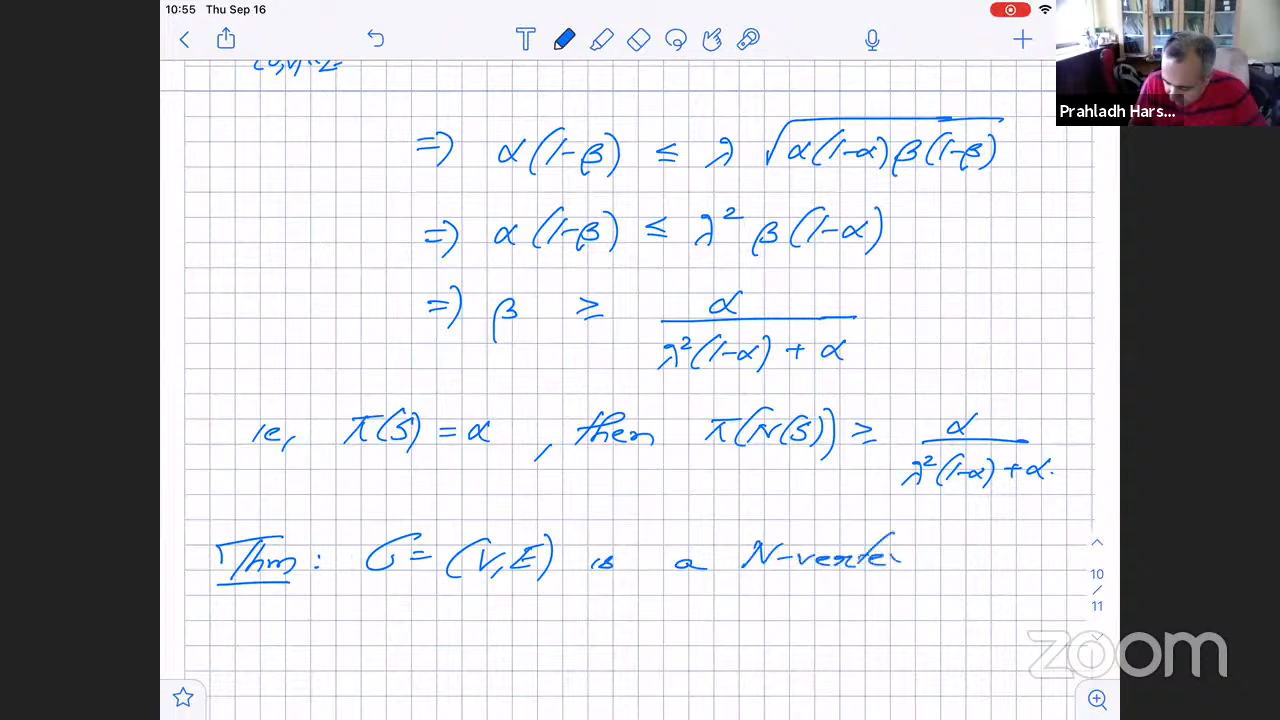 10:55 Thu Sep 16
Prahladh Hars...
=> α(1-β) ≤ λ √α(1-α)β(1-β)
=> α(1-β) ≤ λ² β(1-α)
=> β ≥ α / λ²(1-α) + α
ie, π(S) = α, then π(N(S)) ≥ α / λ²(1-α) + α.
Thm: G = (V,E) is a N-verte
10
/
11
zoom